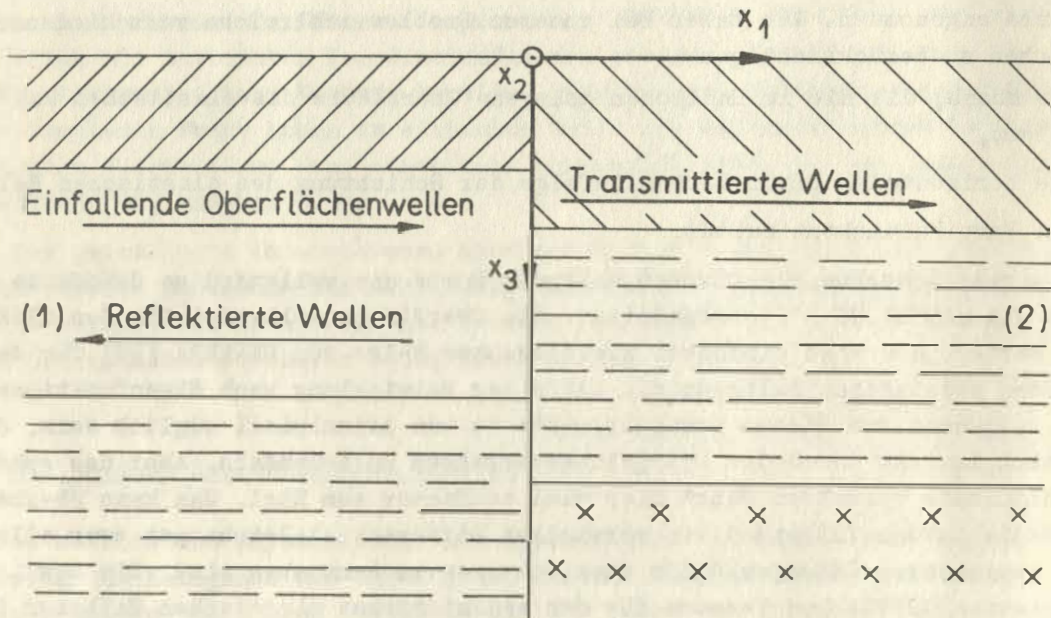 x₁
x₂
Transmittierte Wellen
Einfallende Oberflächenwellen
x₃
(1) Reflektierte Wellen
(2)